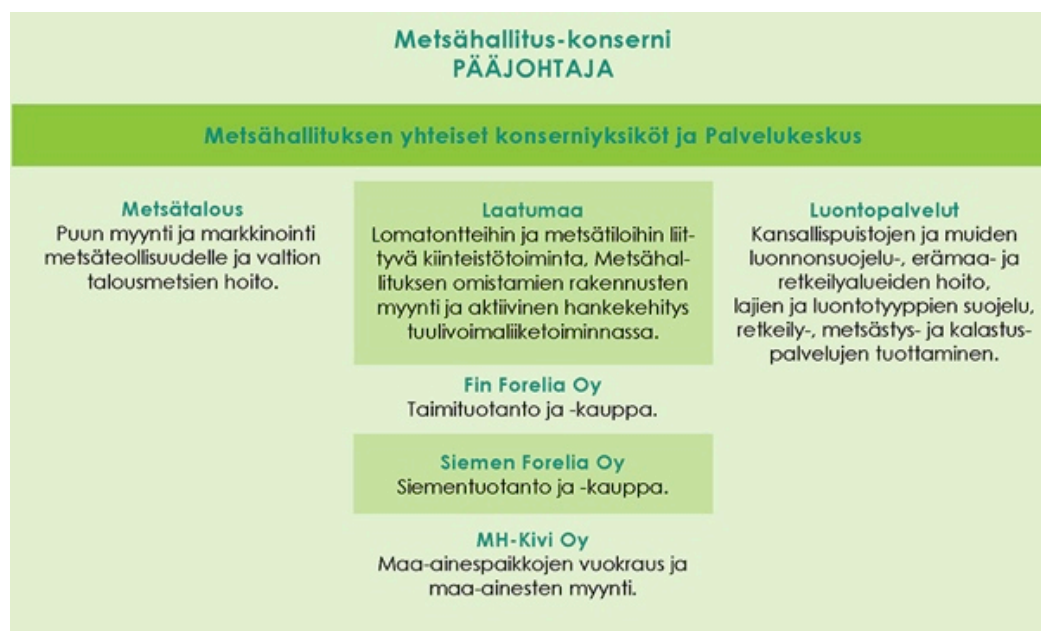 Metsähallitus-konserni
PÄÄJOHTAJA
Metsähallituksen yhteiset konserniyksiköt ja Palvelukeskus
Metsätalous
Puun myynti ja markkinointi
metsäteollisuudelle ja valtion
talousmetsien hoito.
Laatumaa
Lomatontteihin ja metsätiloihin liit-
tyvä kiinteistötoiminta, Metsähal-
lituksen omistamien rakennusten
myynti ja aktiivinen hankekehitys
tuulivoimaliiketoiminnassa.
Fin Forelia Oy
Taimituotanto ja -kauppa.
Siemen Forelia Oy
Siementuotanto ja -kauppa.
MH-Kivi Oy
Maa-ainespaikkojen vuokraus ja
maa-ainesten myynti.
Luontopalvelut
Kansallispuistojen ja muiden
luonnonsuojelu-, erämaa- ja
retkeilyalueiden hoito,
lajien ja luontotyyppien suojelu,
retkeily-, metsästys- ja kalastus-
palvelujen tuottaminen.